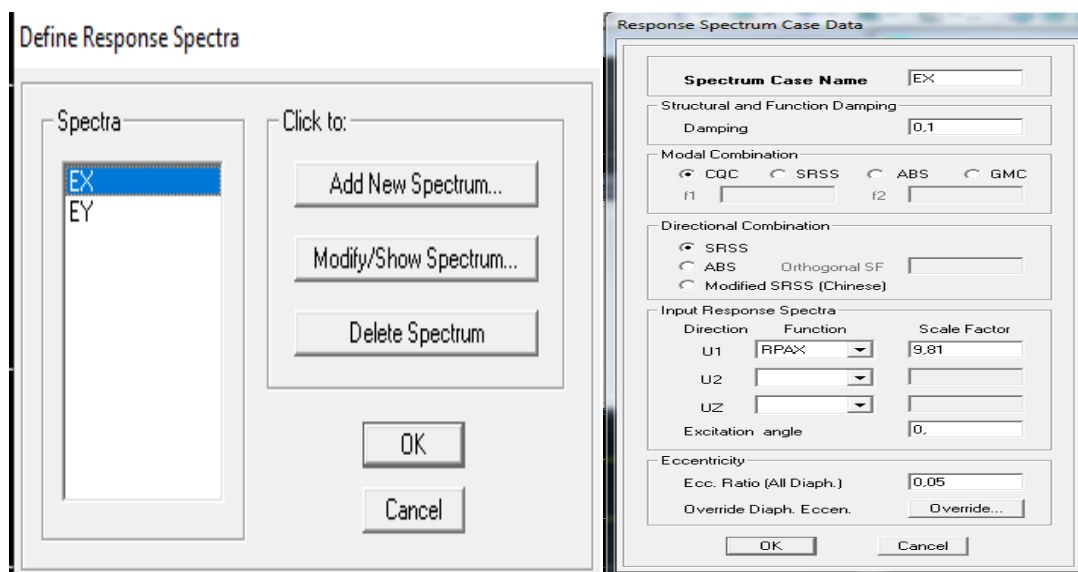 Define Response Spectra
Spectra
EX
EY
Click to:
Add New Spectrum...
Modify/Show Spectrum...
Delete Spectrum
OK
Cancel
Response Spectrum Case Data
Spectrum Case Name EX
Structural and Function Damping
Damping 0,1
Modal Combination
CQC SRSS ABS GMC
f1 f2
Directional Combination
SRSS
ABS Orthogonal SF
Modified SRSS (Chinese)
Input Response Spectra
Direction Function Scale Factor
U1 RPAX 9,81
U2
UZ
Excitation angle 0,
Eccentricity
Ecc. Ratio (All Diaph.) 0,05
Override Diaph. Eccen. Override...
OK Cancel